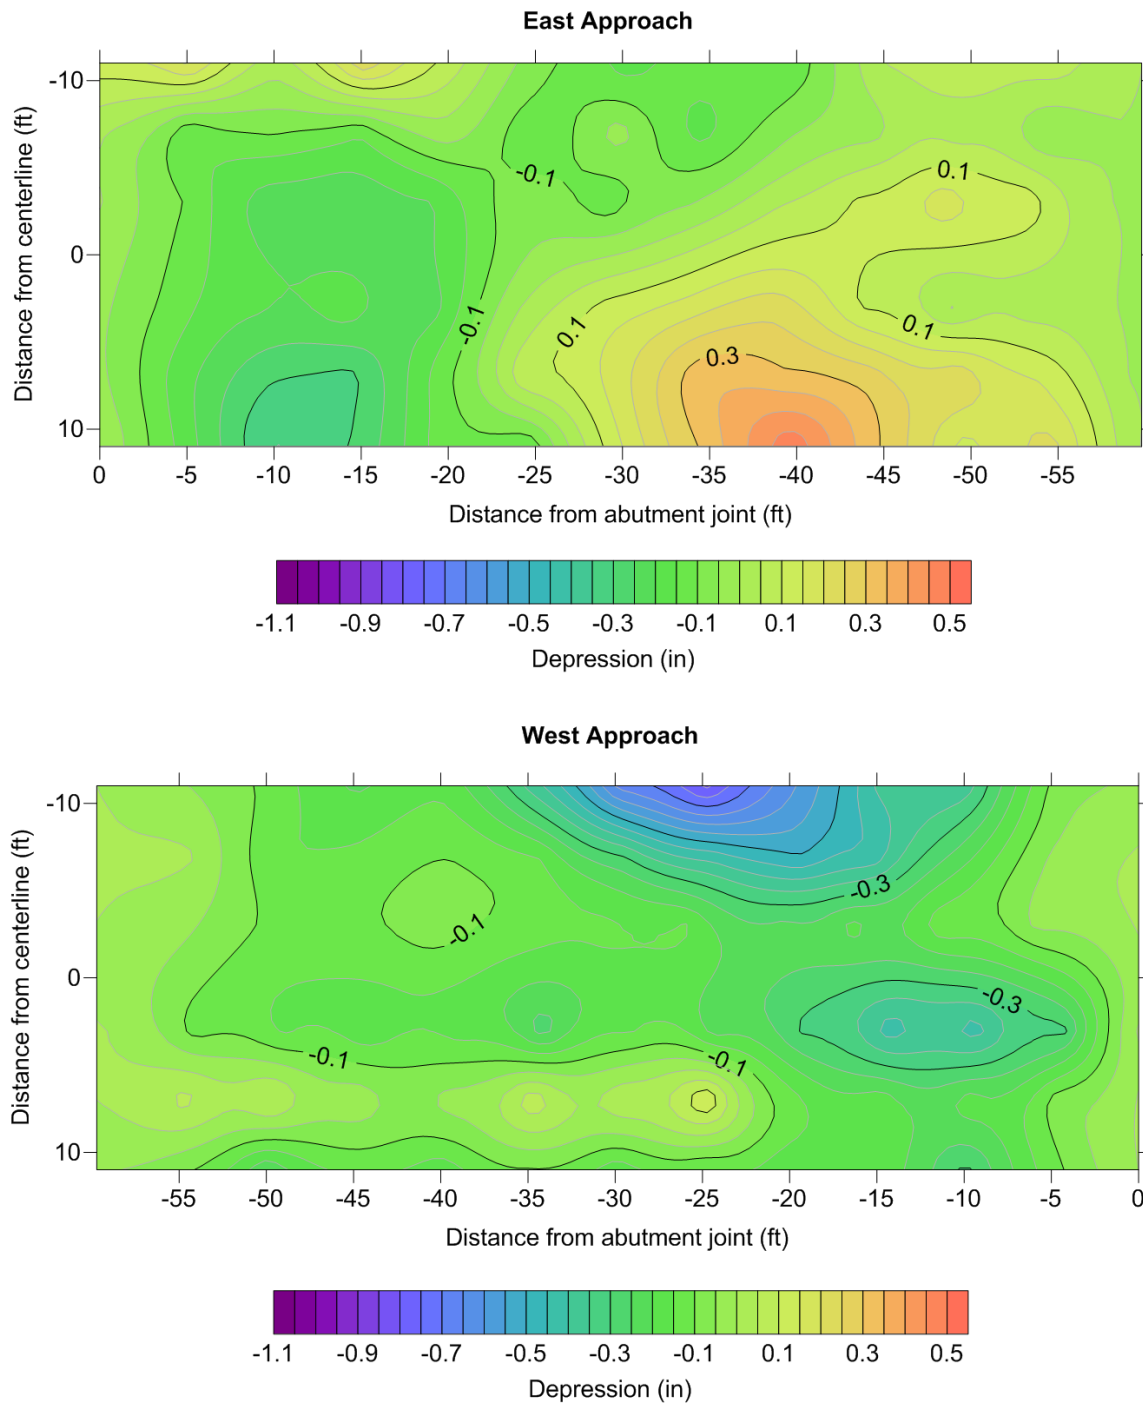 East Approach
-10
0
10
Distance from centerline (ft)
-0.1
0.1
-0.1
0.1
0.1
0.3
0 -5 -10 -15 -20 -25 -30 -35 -40 -45 -50 -55
Distance from abutment joint (ft)
-1.1 -0.9 -0.7 -0.5 -0.3 -0.1 0.1 0.3 0.5
Depression (in)
West Approach
-10
0
10
Distance from centerline (ft)
-0.3
-0.1
-0.3
-0.1
-0.1
-55 -50 -45 -40 -35 -30 -25 -20 -15 -10 -5 0
Distance from abutment joint (ft)
-1.1 -0.9 -0.7 -0.5 -0.3 -0.1 0.1 0.3 0.5
Depression (in)